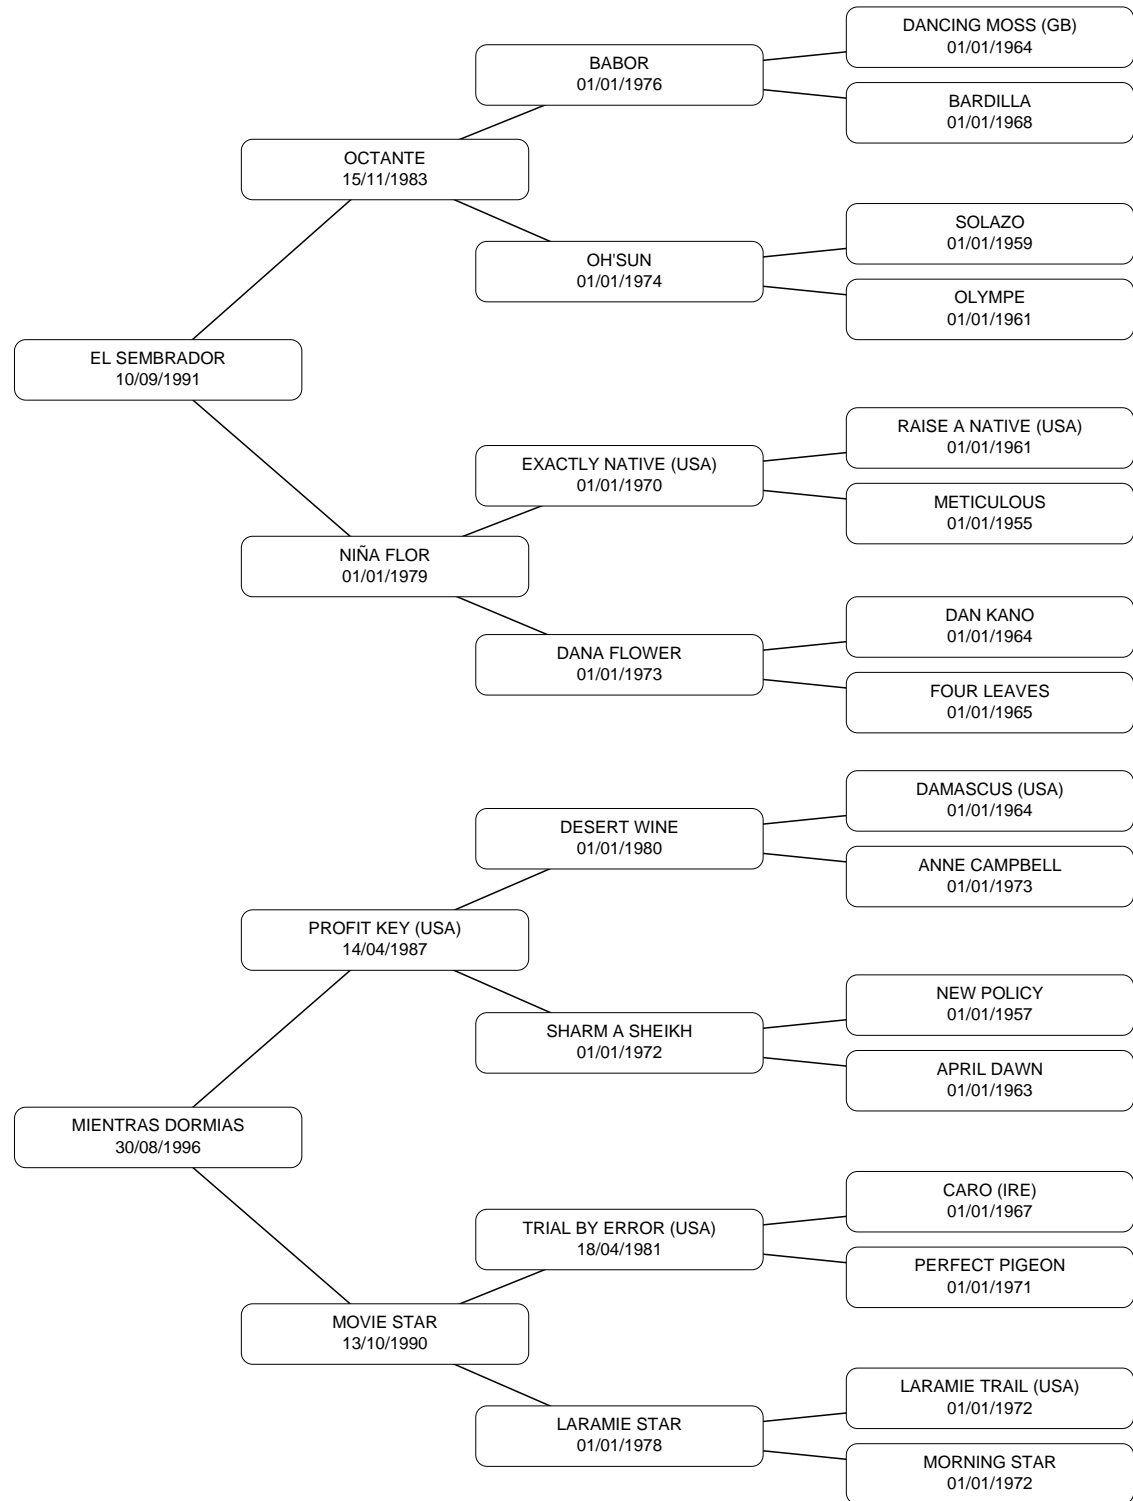 DANCING MOSS (GB)
01/01/1964
BABOR
01/01/1976
BARDILLA
01/01/1968
OCTANTE
15/11/1983
SOLAZO
01/01/1959
OH'SUN
01/01/1974
OLYMPE
01/01/1961
EL SEMBRADOR
10/09/1991
RAISE A NATIVE (USA)
01/01/1961
EXACTLY NATIVE (USA)
01/01/1970
METICULOUS
01/01/1955
NIÑA FLOR
01/01/1979
DAN KANO
01/01/1964
DANA FLOWER
01/01/1973
FOUR LEAVES
01/01/1965
DAMASCUS (USA)
01/01/1964
DESERT WINE
01/01/1980
ANNE CAMPBELL
01/01/1973
PROFIT KEY (USA)
14/04/1987
NEW POLICY
01/01/1957
SHARM A SHEIKH
01/01/1972
APRIL DAWN
01/01/1963
MIENTRAS DORMIAS
30/08/1996
CARO (IRE)
01/01/1967
TRIAL BY ERROR (USA)
18/04/1981
PERFECT PIGEON
01/01/1971
MOVIE STAR
13/10/1990
LARAMIE TRAIL (USA)
01/01/1972
LARAMIE STAR
01/01/1978
MORNING STAR
01/01/1972